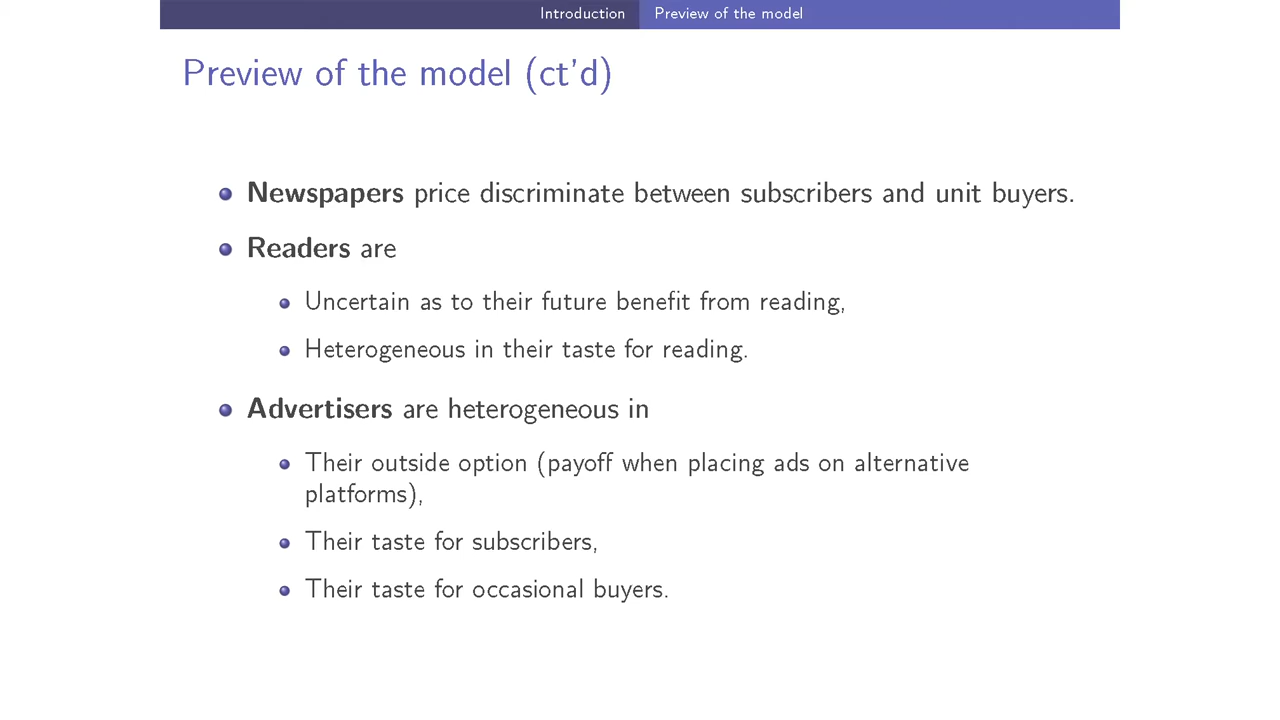 Introduction Preview of the model
Preview of the model (ct'd)
Newspapers price discriminate between subscribers and unit buyers.
Readers are
Uncertain as to their future benefit from reading,
Heterogeneous in their taste for reading.
Advertisers are heterogeneous in
Their outside option (payoff when placing ads on alternative
platforms),
Their taste for subscribers,
Their taste for occasional buyers.